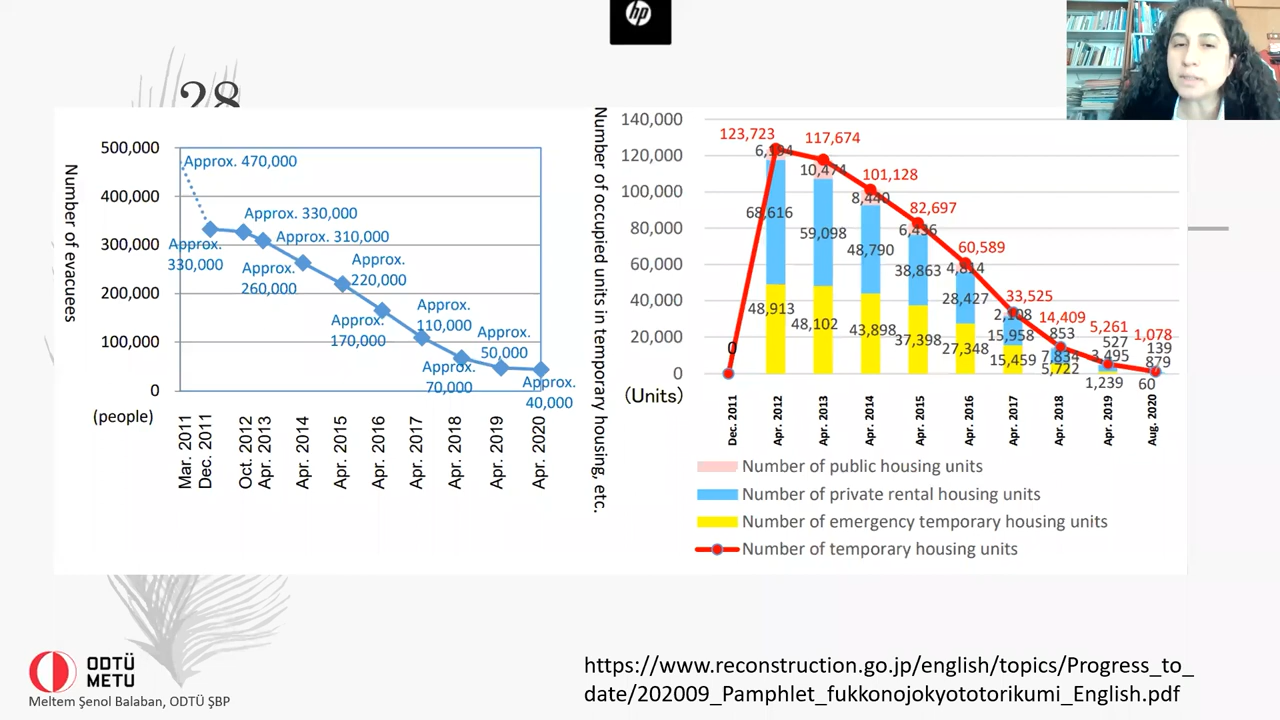 hp
28
Number of evacuees
500,000
400,000
300,000
200,000
100,000
0
(people)
Approx. 470,000
Approx. 330,000
Approx.
330,000
Approx. 310,000
Approx.
260,000
Approx.
220,000
Approx.
170,000
Approx.
110,000
Approx.
70,000
Approx.
50,000
Approx.
40,000
Mar. 2011
Dec. 2011
Oct. 2012
Apr. 2013
Apr. 2014
Apr. 2015
Apr. 2016
Apr. 2017
Apr. 2018
Apr. 2019
Apr. 2020
Number of occupied units in temporary housing, etc.
140,000
120,000
100,000
80,000
60,000
40,000
20,000
0
(Units)
0
123,723
6,194
68,616
48,913
117,674
10,474
59,098
48,102
101,128
8,440
48,790
43,898
82,697
6,436
38,863
37,398
60,589
4,814
28,427
27,348
33,525
2,108
15,958
15,459
14,409
853
7,834
5,722
5,261
527
3,495
1,239
1,078
139
879
60
Dec. 2011
Apr. 2012
Apr. 2013
Apr. 2014
Apr. 2015
Apr. 2016
Apr. 2017
Apr. 2018
Apr. 2019
Aug. 2020
Number of public housing units
Number of private rental housing units
Number of emergency temporary housing units
Number of temporary housing units
ODTÜ
METU
Meltem Şenol Balaban, ODTÜ ŞBP
https://www.reconstruction.go.jp/english/topics/Progress_to_
date/202009_Pamphlet_fukkonojokyototorikumi_English.pdf